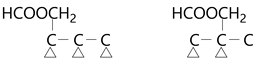 HCOOCH₂ HCOOCH₂
C — C — C C — C — C
△ △ △ △ △